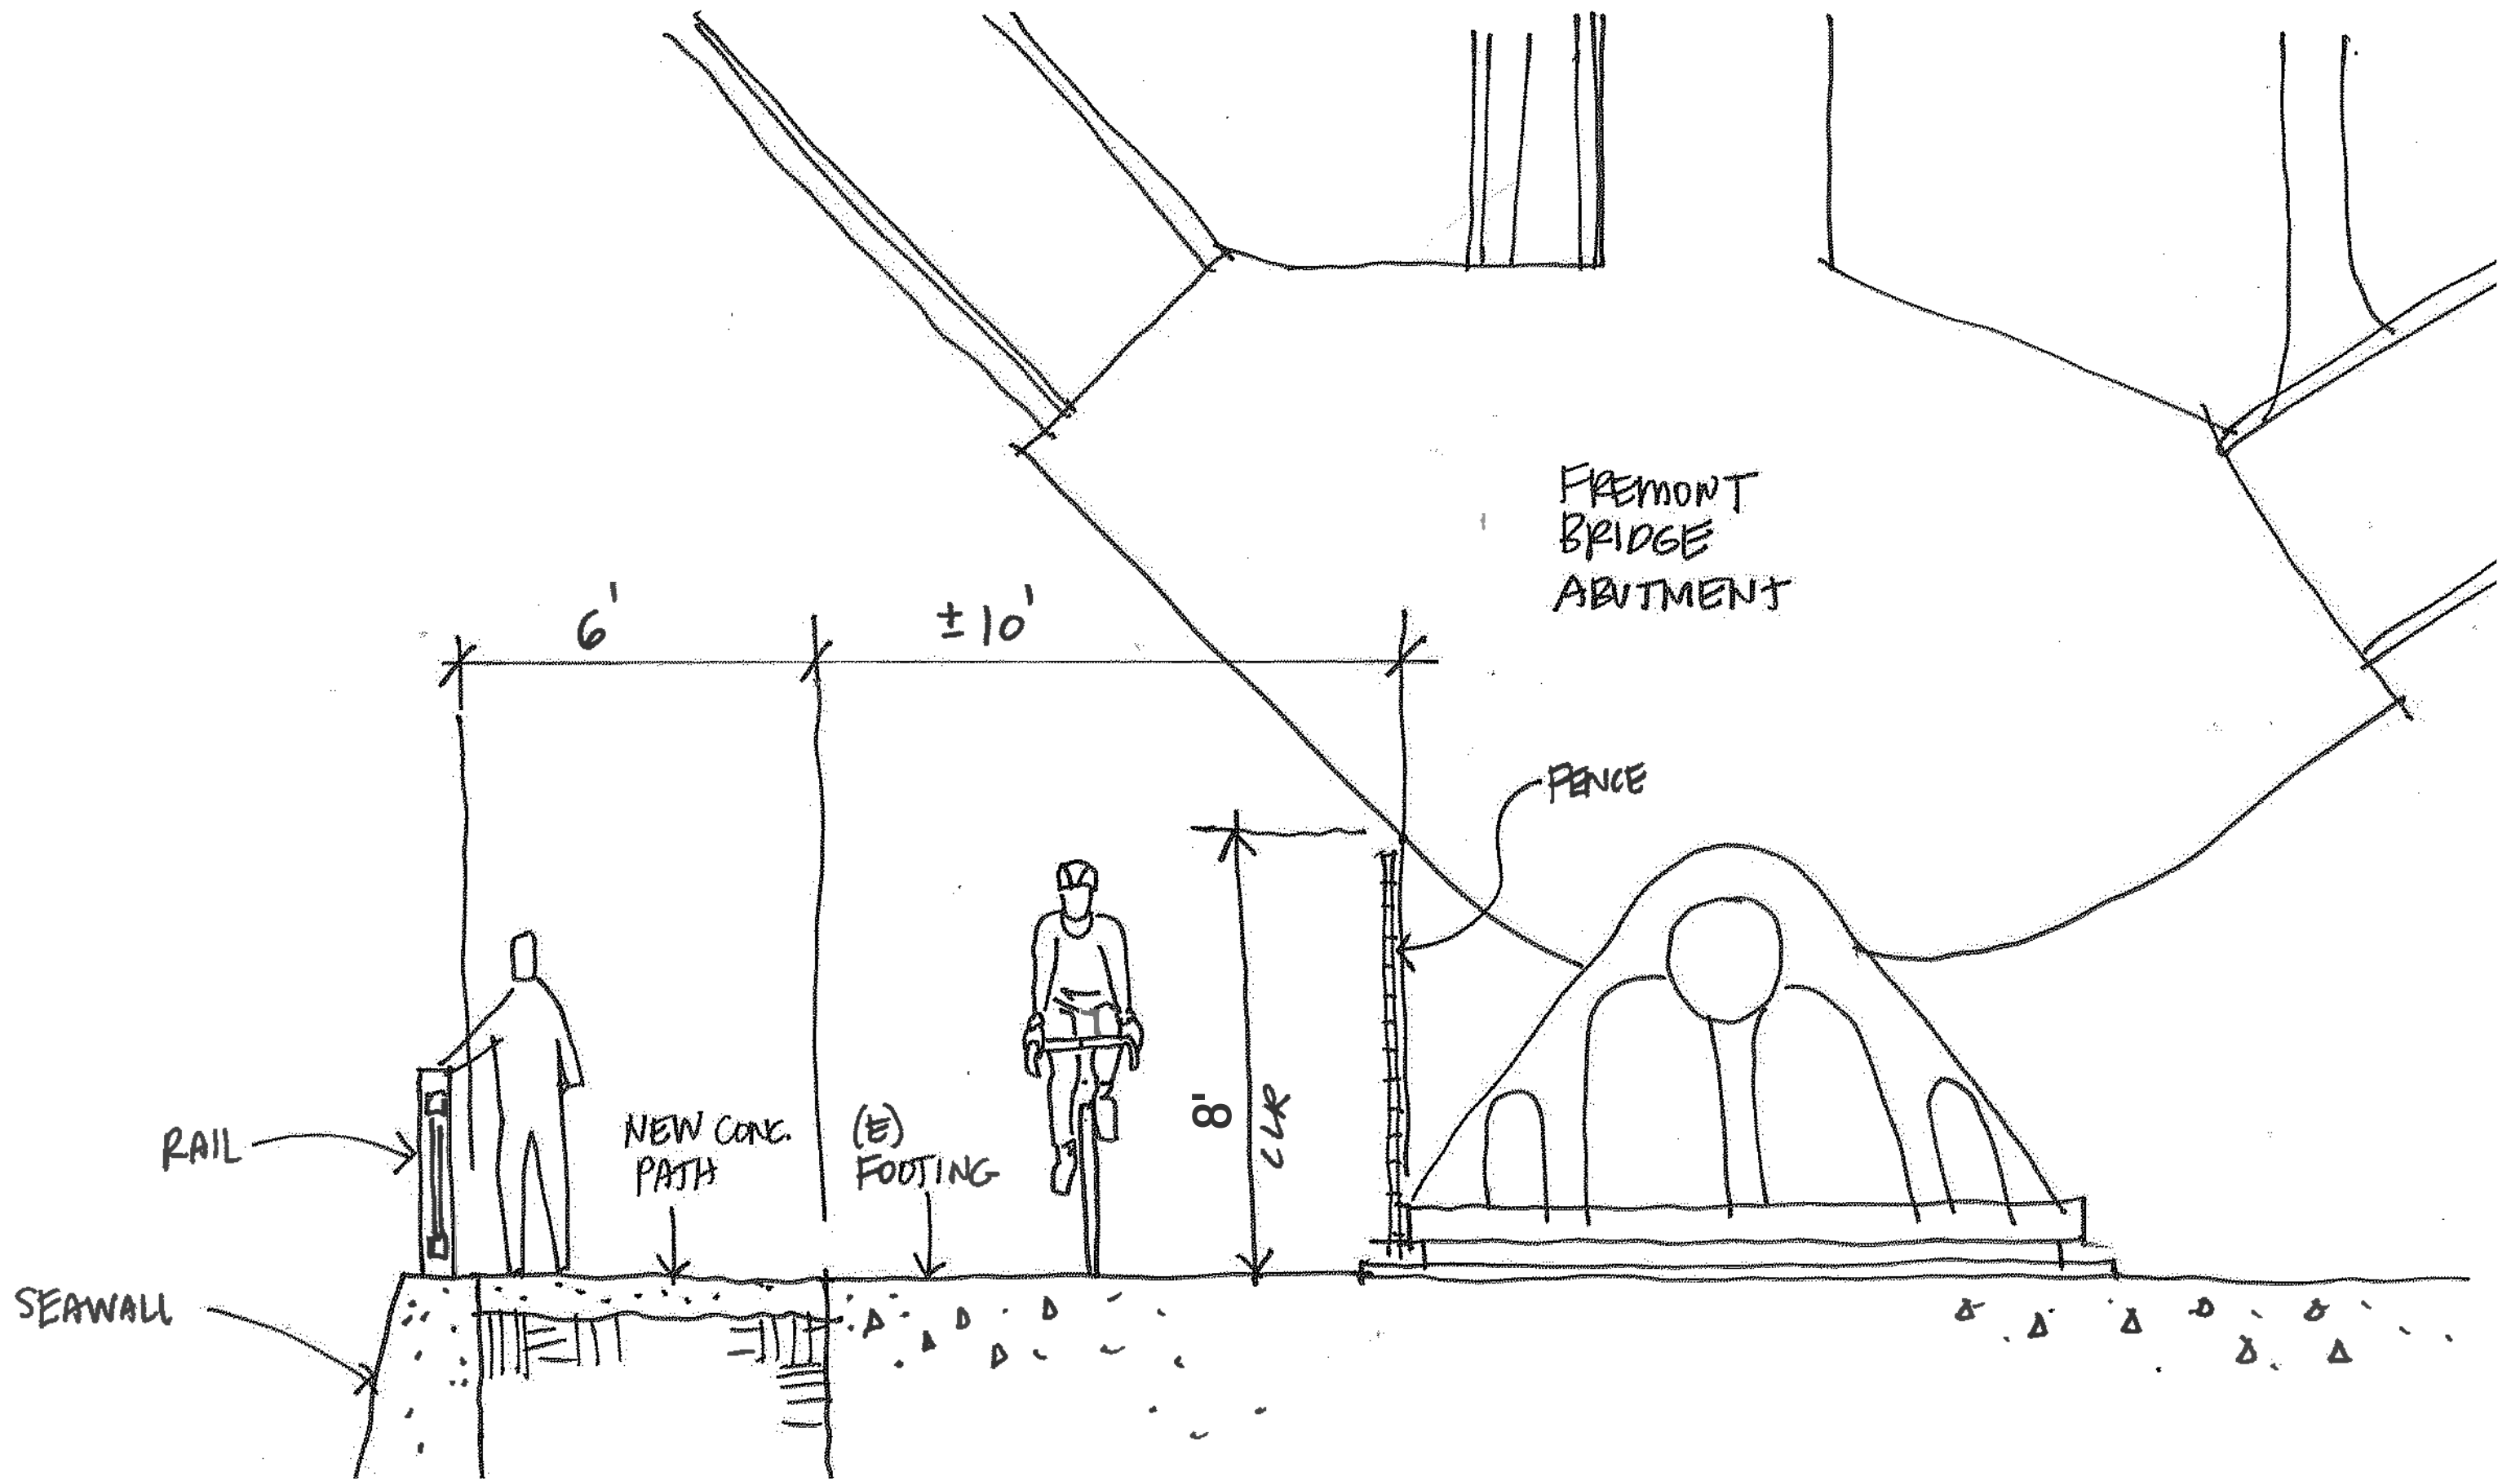 FREMONT
BRIDGE
ABUTMENT
6'
±10'
FENCE
8'
CLR
RAIL
NEW CONC.
PATH
(E)
FOOTING
SEAWALL